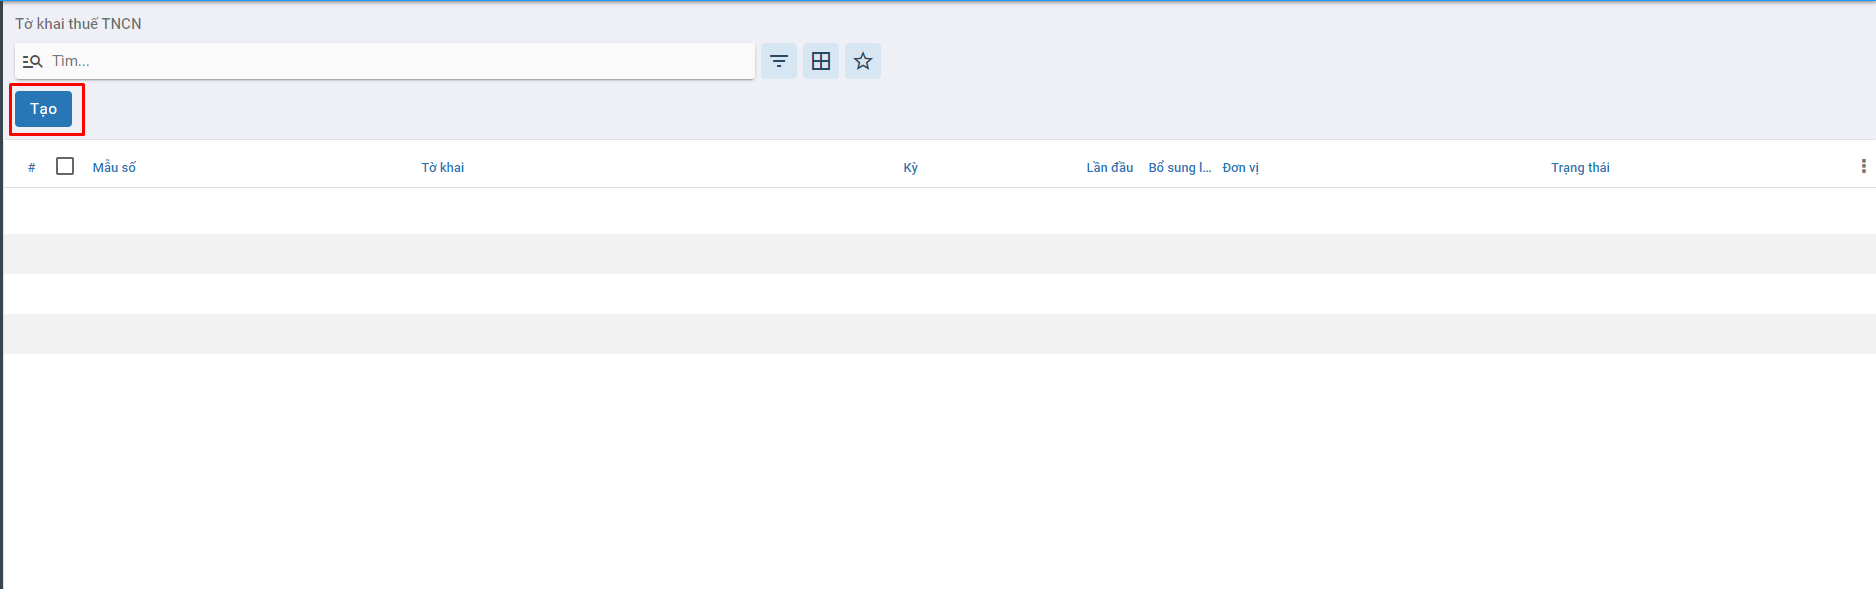 Tờ khai thuế TNCN
Tìm...
Tạo
# Mẫu số Tờ khai Kỳ Lần đầu Bổ sung l... Đơn vị Trạng thái